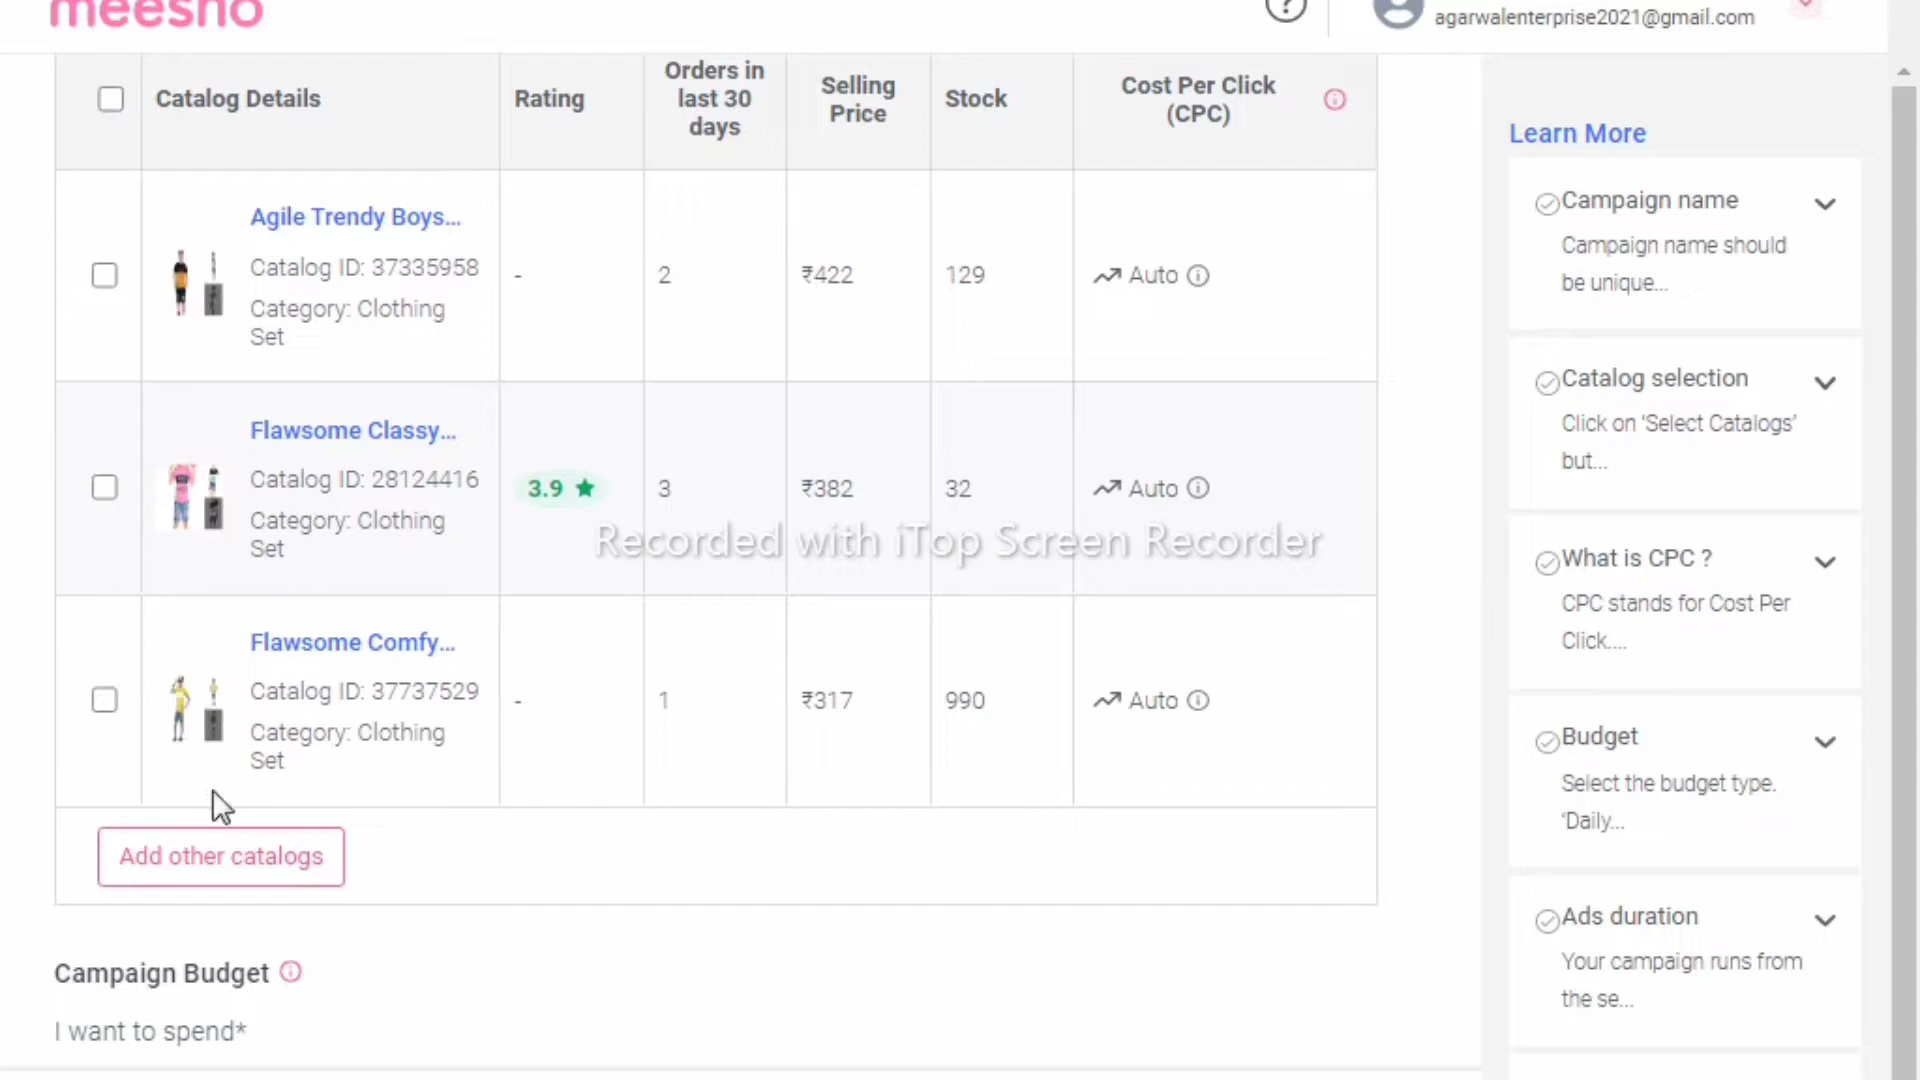 meesho
agarwalenterprise2021@gmail.com
Catalog Details
Rating
Orders in
last 30
days
Selling
Price
Stock
Cost Per Click
(CPC)
Agile Trendy Boys...
Catalog ID: 37335958
Category: Clothing
Set
-
2
₹422
129
Auto
Flawsome Classy...
Catalog ID: 28124416
Category: Clothing
Set
3.9 ★
3
₹382
32
Auto
Recorded with iTop Screen Recorder
Flawsome Comfy...
Catalog ID: 37737529
Category: Clothing
Set
-
1
₹317
990
Auto
Add other catalogs
Campaign Budget
I want to spend*
Learn More
Campaign name
Campaign name should
be unique...
Catalog selection
Click on ‘Select Catalogs’
but...
What is CPC ?
CPC stands for Cost Per
Click....
Budget
Select the budget type.
‘Daily...
Ads duration
Your campaign runs from
the se...